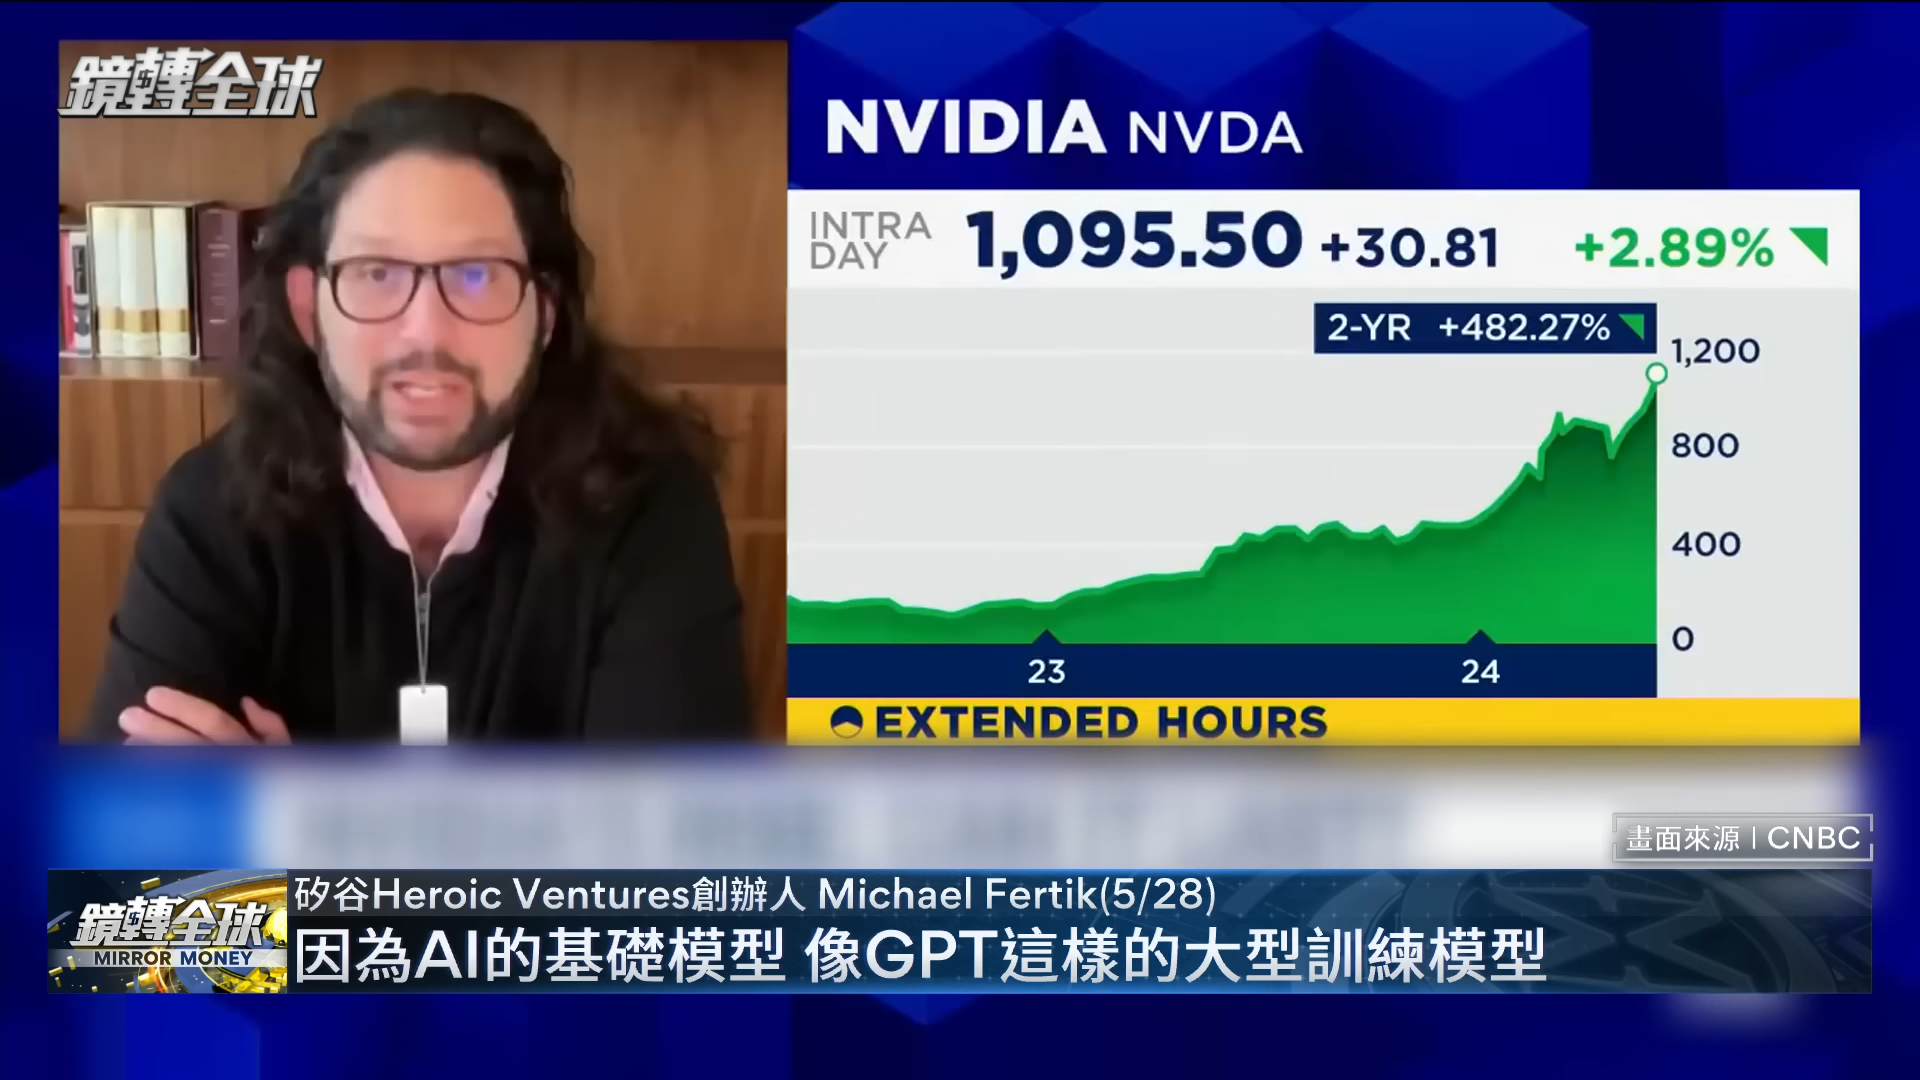 鏡轉全球
NVIDIA NVDA
INTRA DAY 1,095.50 +30.81 +2.89%
2-YR +482.27%
1,200
800
400
0
23 24
EXTENDED HOURS
畫面來源 | CNBC
矽谷Heroic Ventures創辦人 Michael Fertik(5/28)
鏡轉全球
MIRROR MONEY
因為AI的基礎模型 像GPT這樣的大型訓練模型